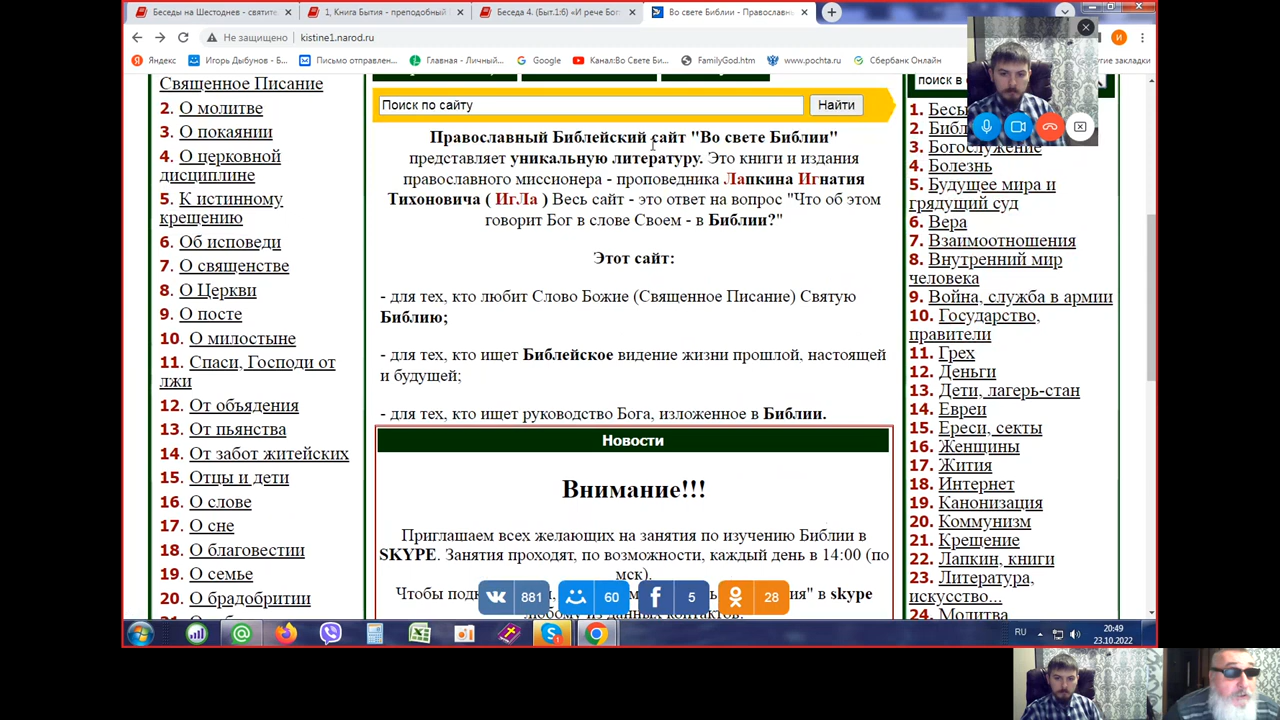 Беседы на Шестоднев - святите
1, Книга Бытия - преподобный
Беседа 4. (Быт.1:6) «И рече Бог
Во свете Библии - Православны
Не защищено
kistine1.narod.ru
Яндекс
Игорь Дыбунов - Ве
Письмо отправлен
Главная - Личный
Google
Канал:Во Свете Би
FamilyGod.htm
www.pochta.ru
Сбербанк Онлайн
угие закладки
Священное Писание
2. О молитве
3. О покаянии
4. О церковной
дисциплине
5. К истинному
крещению
6. Об исповеди
7. О священстве
8. О Церкви
9. О посте
10. О милостыне
11. Спаси, Господи от
лжи
12. От объядения
13. От пьянства
14. От забот житейских
15. Отцы и дети
16. О слове
17. О сне
18. О благовестии
19. О семье
20. О брадобритии
Поиск по сайту
Найти
Православный Библейский сайт "Во свете Библии"
представляет уникальную литературу. Это книги и издания
православного миссионера - проповедника Лапкина Игнатия
Тихоновича ( ИгЛа ) Весь сайт - это ответ на вопрос "Что об этом
говорит Бог в слове Своем - в Библии?"
Этот сайт:
- для тех, кто любит Слово Божие (Священное Писание) Святую
Библию;
- для тех, кто ищет Библейское видение жизни прошлой, настоящей
и будущей;
- для тех, кто ищет руководство Бога, изложенное в Библии.
Новости
Внимание!!!
Приглашаем всех желающих на занятия по изучению Библии в
SKYPE. Занятия проходят, по возможности, каждый день в 14:00 (по
мск).
881
60
5
28
в skype
поиск в
1. Бесы
2. Библ
3. Богослужение
4. Болезнь
5. Будущее мира и
грядущий суд
6. Вера
7. Взаимоотношения
8. Внутренний мир
человека
9. Война, служба в армии
10. Государство,
правители
11. Грех
12. Деньги
13. Дети, лагерь-стан
14. Евреи
15. Ереси, секты
16. Женщины
17. Жития
18. Интернет
19. Канонизация
20. Коммунизм
21. Крещение
22. Лапкин, книги
23. Литература,
искусство...
24. Молитва
RU
20:49
23.10.2022